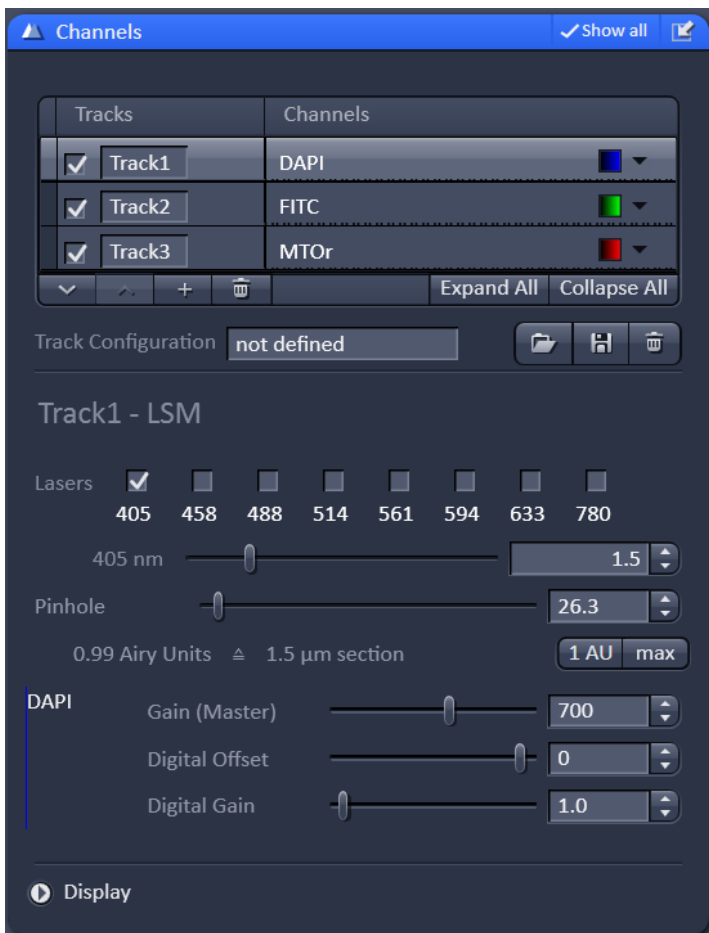 Channels Show all
Tracks Channels
Track1 DAPI
Track2 FITC
Track3 MTOr
Expand All Collapse All
Track Configuration not defined
Track1 - LSM
Lasers
405 458 488 514 561 594 633 780
405 nm 1.5
Pinhole 26.3
0.99 Airy Units ≙ 1.5 µm section 1 AU max
DAPI
Gain (Master) 700
Digital Offset 0
Digital Gain 1.0
Display